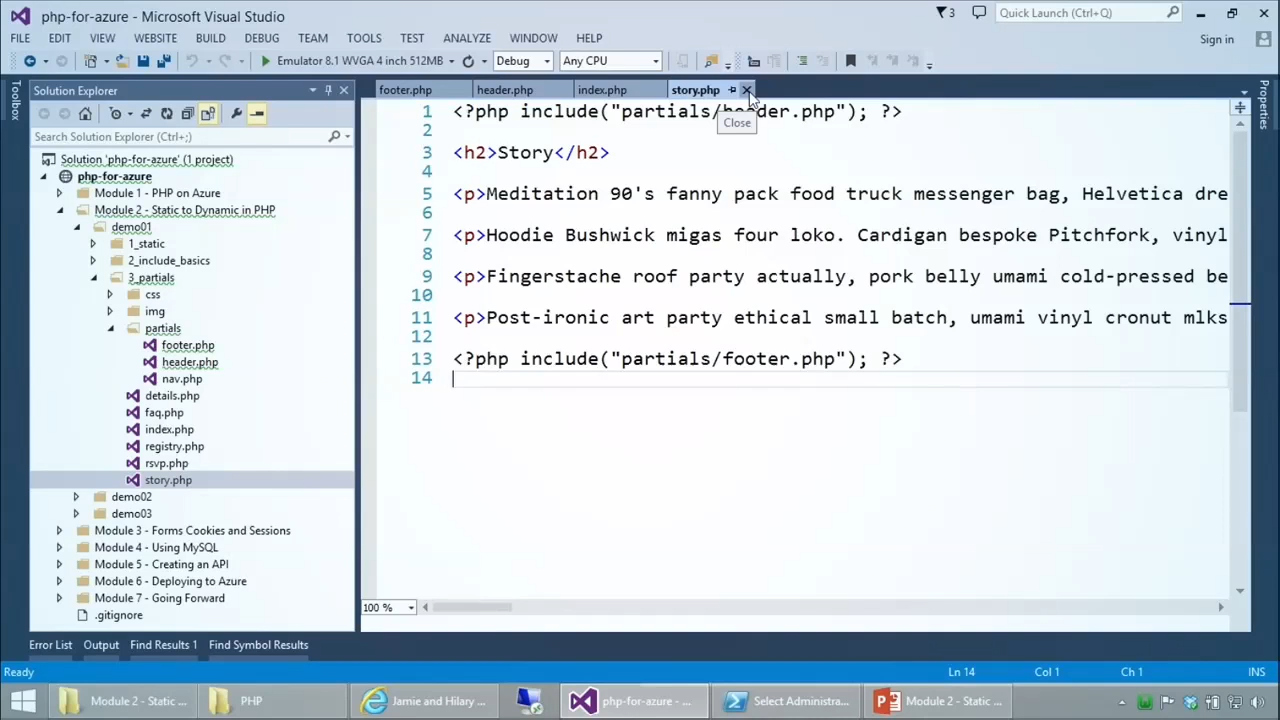 php-for-azure - Microsoft Visual Studio
3
Quick Launch (Ctrl+Q)
FILE EDIT VIEW WEBSITE BUILD DEBUG TEAM TOOLS TEST ANALYZE WINDOW HELP
Sign in
Emulator 8.1 WVGA 4 inch 512MB
Debug
Any CPU
Toolbox
Solution Explorer
Search Solution Explorer (Ctrl+;)
Solution 'php-for-azure' (1 project)
php-for-azure
Module 1 - PHP on Azure
Module 2 - Static to Dynamic in PHP
demo01
1_static
2_include_basics
3_partials
css
img
partials
footer.php
header.php
nav.php
details.php
faq.php
index.php
registry.php
rsvp.php
story.php
demo02
demo03
Module 3 - Forms Cookies and Sessions
Module 4 - Using MySQL
Module 5 - Creating an API
Module 6 - Deploying to Azure
Module 7 - Going Forward
.gitignore
footer.php header.php index.php story.php
Close
1 <?php include("partials/header.php"); ?>
2
3 <h2>Story</h2>
4
5 <p>Meditation 90's fanny pack food truck messenger bag, Helvetica dre
6
7 <p>Hoodie Bushwick migas four loko. Cardigan bespoke Pitchfork, vinyl
8
9 <p>Fingerstache roof party actually, pork belly umami cold-pressed be
10
11 <p>Post-ironic art party ethical small batch, umami vinyl cronut mlks
12
13 <?php include("partials/footer.php"); ?>
14
100 %
Properties
Error List Output Find Results 1 Find Symbol Results
Ready Ln 14 Col 1 Ch 1 INS
Module 2 - Static ... PHP Jamie and Hilary ... php-for-azure - ... Select Administra... Module 2 - Static ...